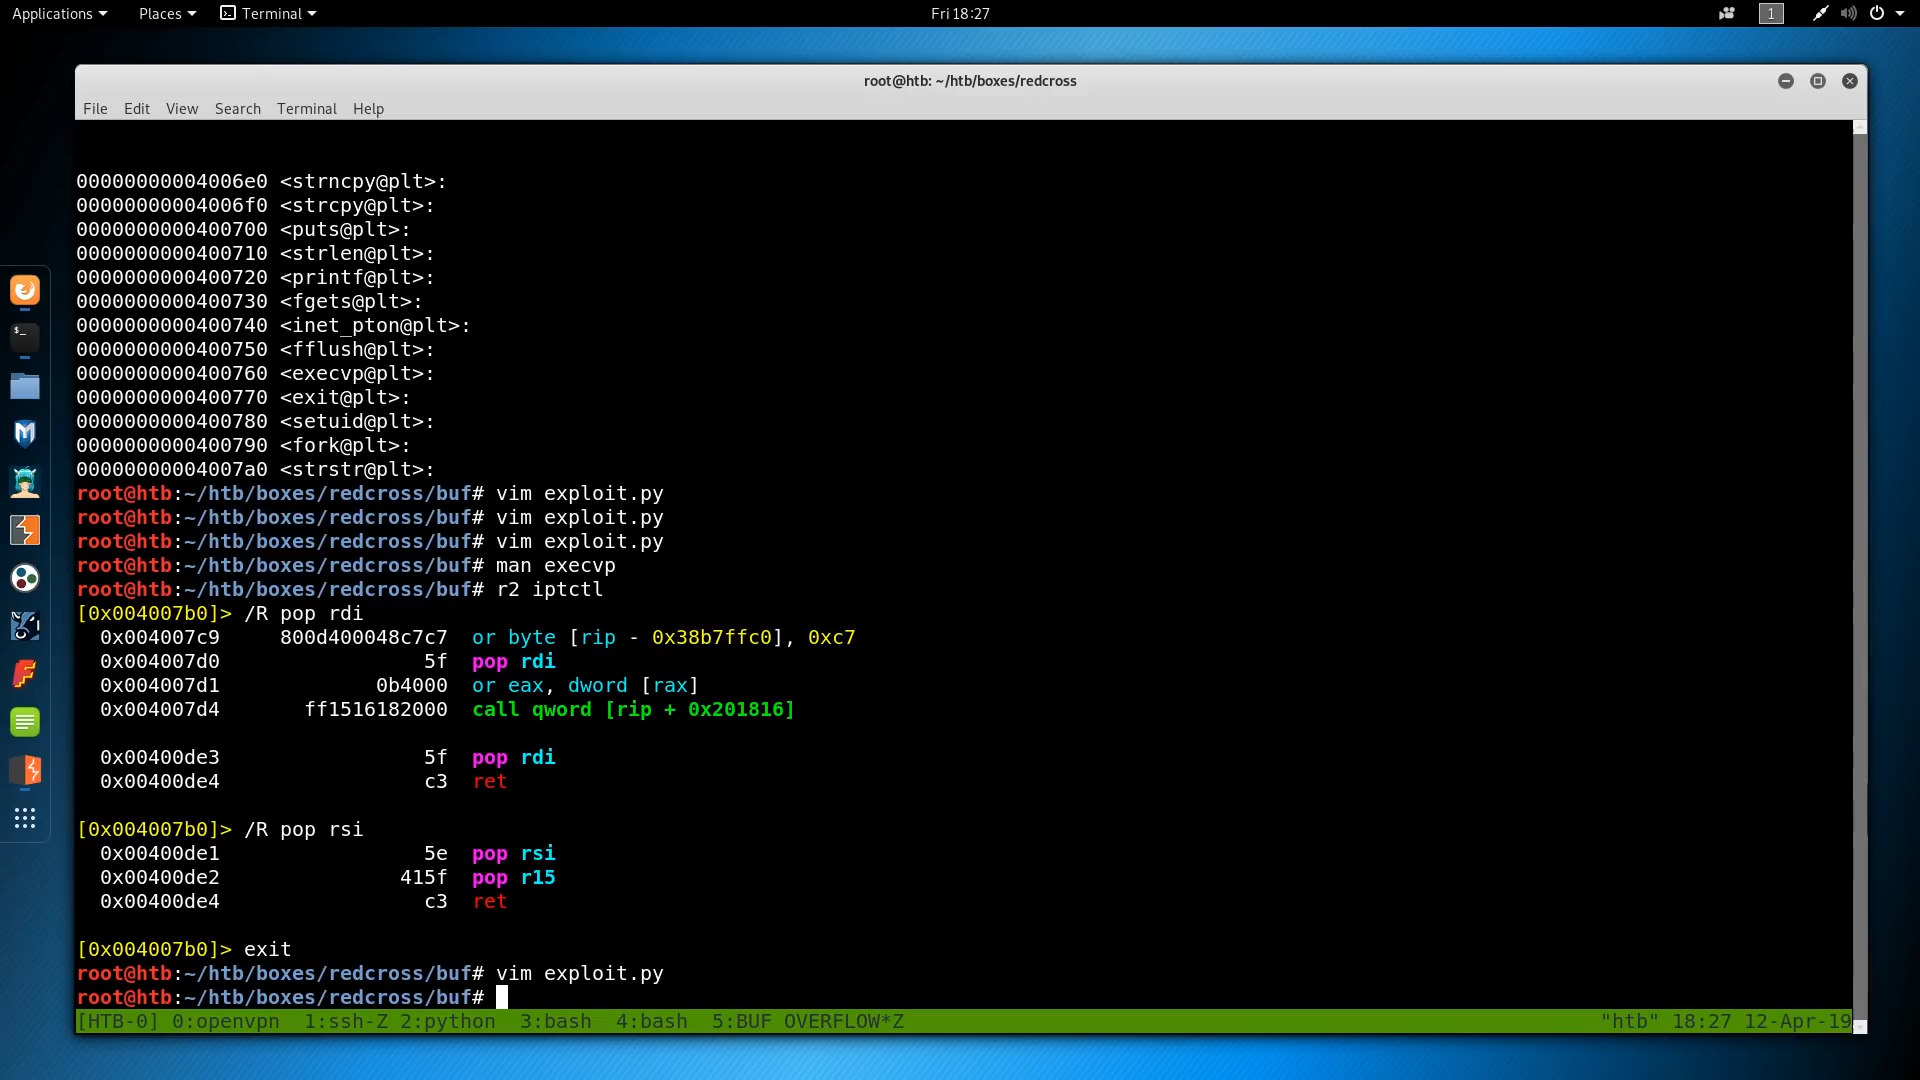 Applications Places Terminal Fri 18:27 1
root@htb: ~/htb/boxes/redcross
File Edit View Search Terminal Help
00000000004006e0 <strncpy@plt>:
00000000004006f0 <strcpy@plt>:
0000000000400700 <puts@plt>:
0000000000400710 <strlen@plt>:
0000000000400720 <printf@plt>:
0000000000400730 <fgets@plt>:
0000000000400740 <inet_pton@plt>:
0000000000400750 <fflush@plt>:
0000000000400760 <execvp@plt>:
0000000000400770 <exit@plt>:
0000000000400780 <setuid@plt>:
0000000000400790 <fork@plt>:
00000000004007a0 <strstr@plt>:
root@htb:~/htb/boxes/redcross/buf# vim exploit.py
root@htb:~/htb/boxes/redcross/buf# vim exploit.py
root@htb:~/htb/boxes/redcross/buf# vim exploit.py
root@htb:~/htb/boxes/redcross/buf# man execvp
root@htb:~/htb/boxes/redcross/buf# r2 iptctl
[0x004007b0]> /R pop rdi
0x004007c9 800d400048c7c7 or byte [rip - 0x38b7ffc0], 0xc7
0x004007d0 5f pop rdi
0x004007d1 0b4000 or eax, dword [rax]
0x004007d4 ff1516182000 call qword [rip + 0x201816]
0x00400de3 5f pop rdi
0x00400de4 c3 ret
[0x004007b0]> /R pop rsi
0x00400de1 5e pop rsi
0x00400de2 415f pop r15
0x00400de4 c3 ret
[0x004007b0]> exit
root@htb:~/htb/boxes/redcross/buf# vim exploit.py
root@htb:~/htb/boxes/redcross/buf#
[HTB-0] 0:openvpn 1:ssh-Z 2:python 3:bash 4:bash 5:BUF OVERFLOW*Z "htb" 18:27 12-Apr-19